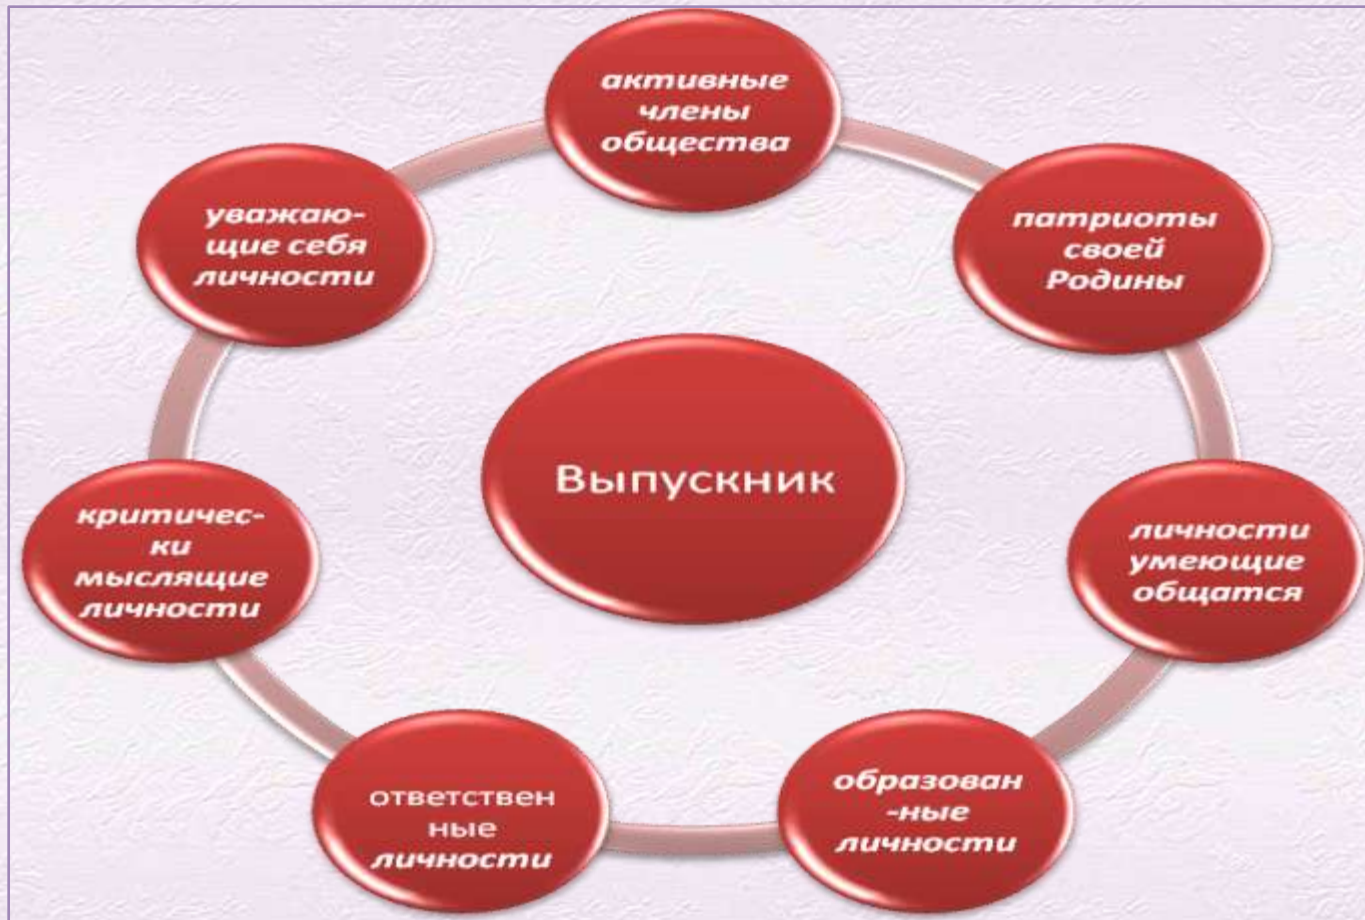 активные
члены
общества
патриоты
своей
Родины
личности
умеющие
общатся
образован
-ные
личности
ответствен
ные
личности
критичес-
ки
мыслящие
личности
уважаю-
щие себя
личности
Выпускник